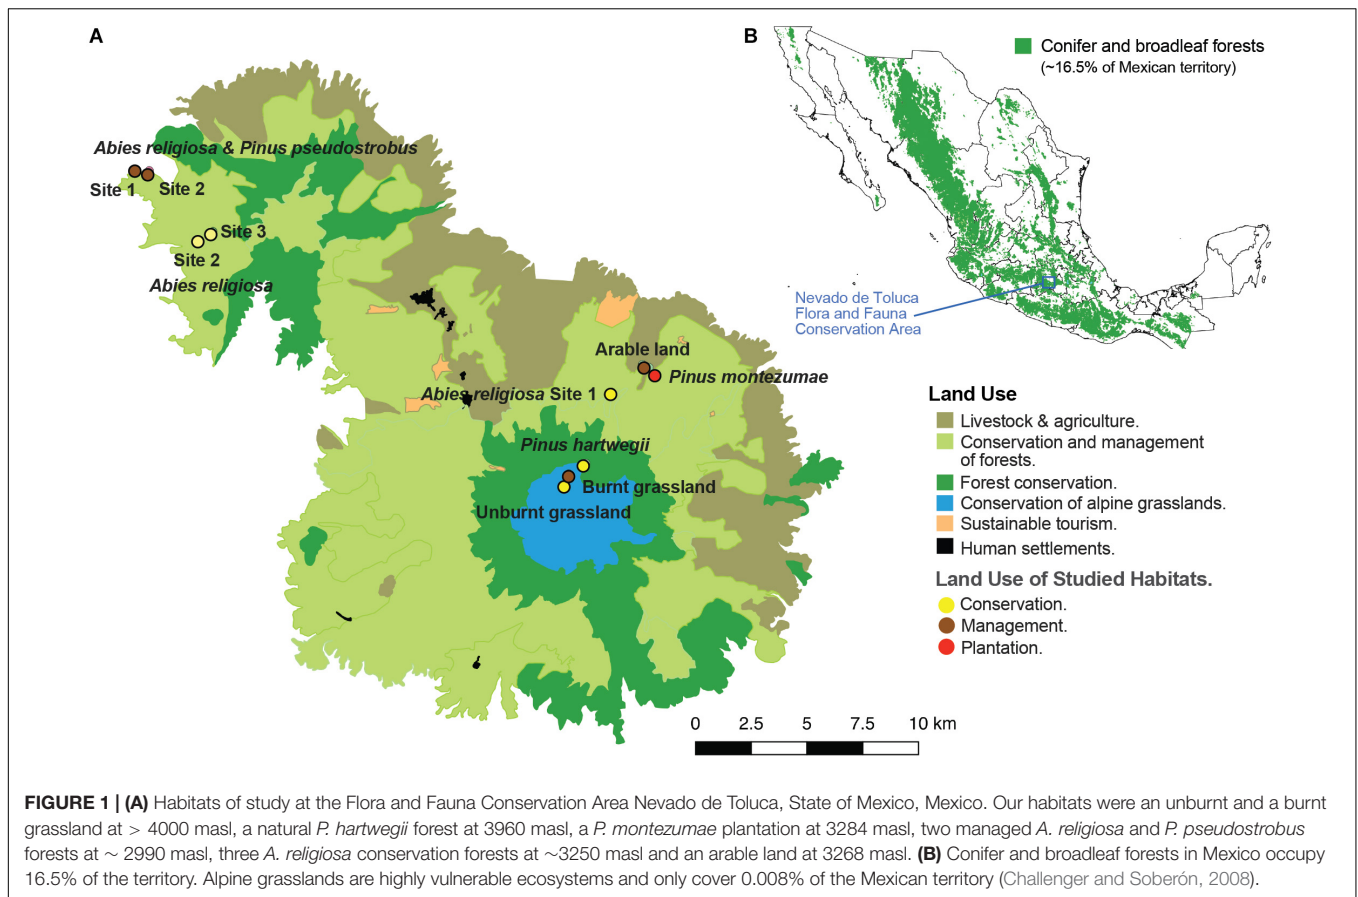 A
Abies religiosa & Pinus pseudostrobus
Site 1
Site 2
Site 3
Site 2
Abies religiosa
Arable land
Pinus montezumae
Abies religiosa Site 1
Pinus hartwegii
Burnt grassland
Unburnt grassland
B
Conifer and broadleaf forests
(~16.5% of Mexican territory)
Nevado de Toluca
Flora and Fauna
Conservation Area
Land Use
Livestock & agriculture.
Conservation and management
of forests.
Forest conservation.
Conservation of alpine grasslands.
Sustainable tourism.
Human settlements.
Land Use of Studied Habitats.
Conservation.
Management.
Plantation.
0 2.5 5 7.5 10 km
FIGURE 1 | (A) Habitats of study at the Flora and Fauna Conservation Area Nevado de Toluca, State of Mexico, Mexico. Our habitats were an unburnt and a burnt
grassland at > 4000 masl, a natural P. hartwegii forest at 3960 masl, a P. montezumae plantation at 3284 masl, two managed A. religiosa and P. pseudostrobus
forests at ~ 2990 masl, three A. religiosa conservation forests at ~3250 masl and an arable land at 3268 masl. (B) Conifer and broadleaf forests in Mexico occupy
16.5% of the territory. Alpine grasslands are highly vulnerable ecosystems and only cover 0.008% of the Mexican territory (Challenger and Soberón, 2008).